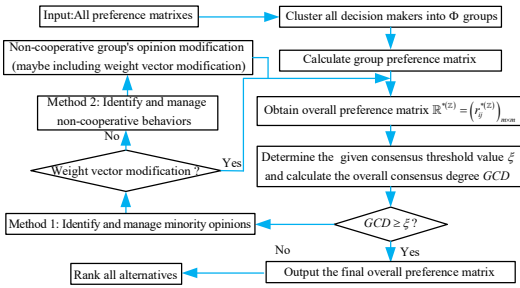 Input:All preference matrixes
Cluster all decision makers into Φ groups
Non-cooperative group's opinion modification
(maybe including weight vector modification)
Calculate group preference matrix
Method 2: Identify and manage
non-cooperative behaviors
Obtain overall preference matrix ℝ*(ℤ) = (r_ij^*(ℤ))_m×m
No
Weight vector modification ?
Yes
Determine the given consensus threshold value ξ
and calculate the overall consensus degree GCD
Method 1: Identify and manage minority opinions
GCD ≥ ξ ?
No
Yes
Rank all alternatives
Output the final overall preference matrix